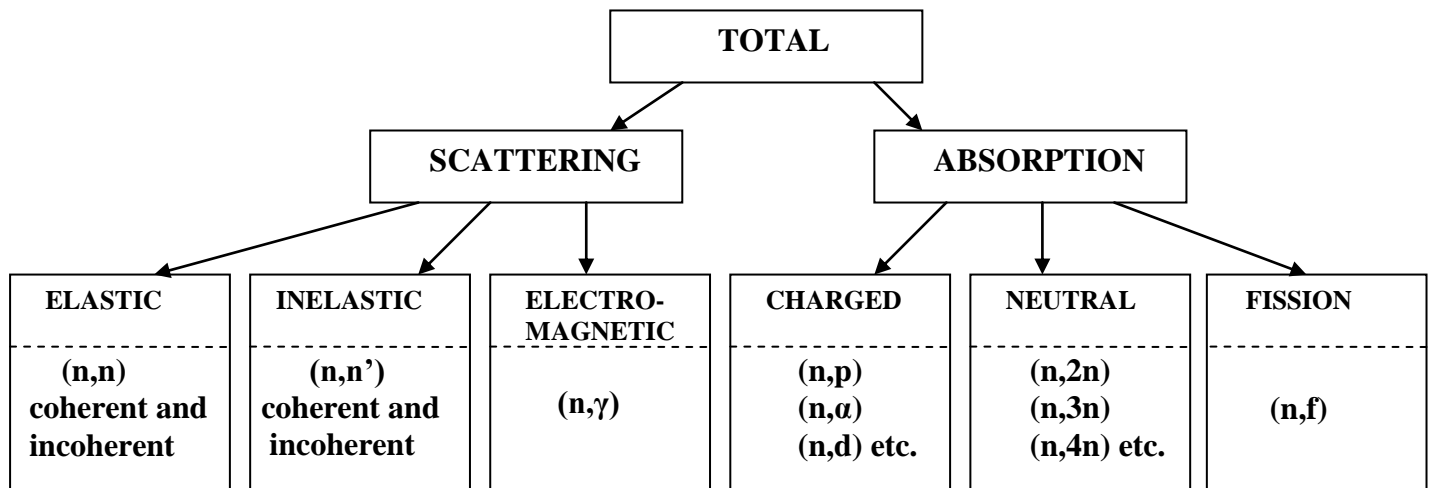 TOTAL
SCATTERING
ABSORPTION
ELASTIC
(n,n)
coherent and
incoherent
INELASTIC
(n,n’)
coherent and
incoherent
ELECTRO-
MAGNETIC
(n,γ)
CHARGED
(n,p)
(n,α)
(n,d) etc.
NEUTRAL
(n,2n)
(n,3n)
(n,4n) etc.
FISSION
(n,f)